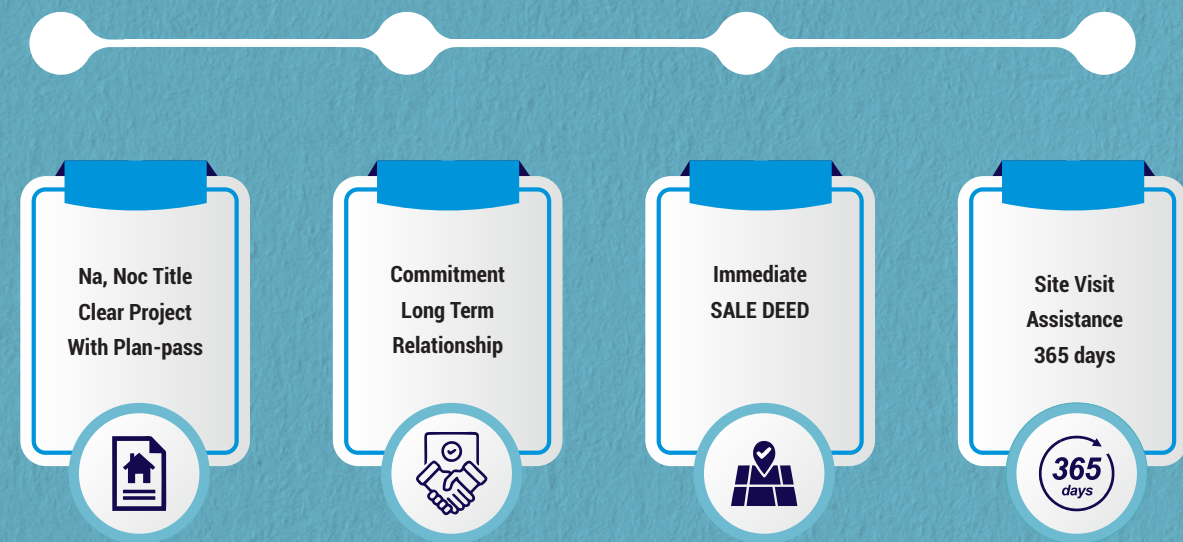 Na, Noc Title
Clear Project
With Plan-pass
Commitment
Long Term
Relationship
Immediate
SALE DEED
Site Visit
Assistance
365 days
365
days